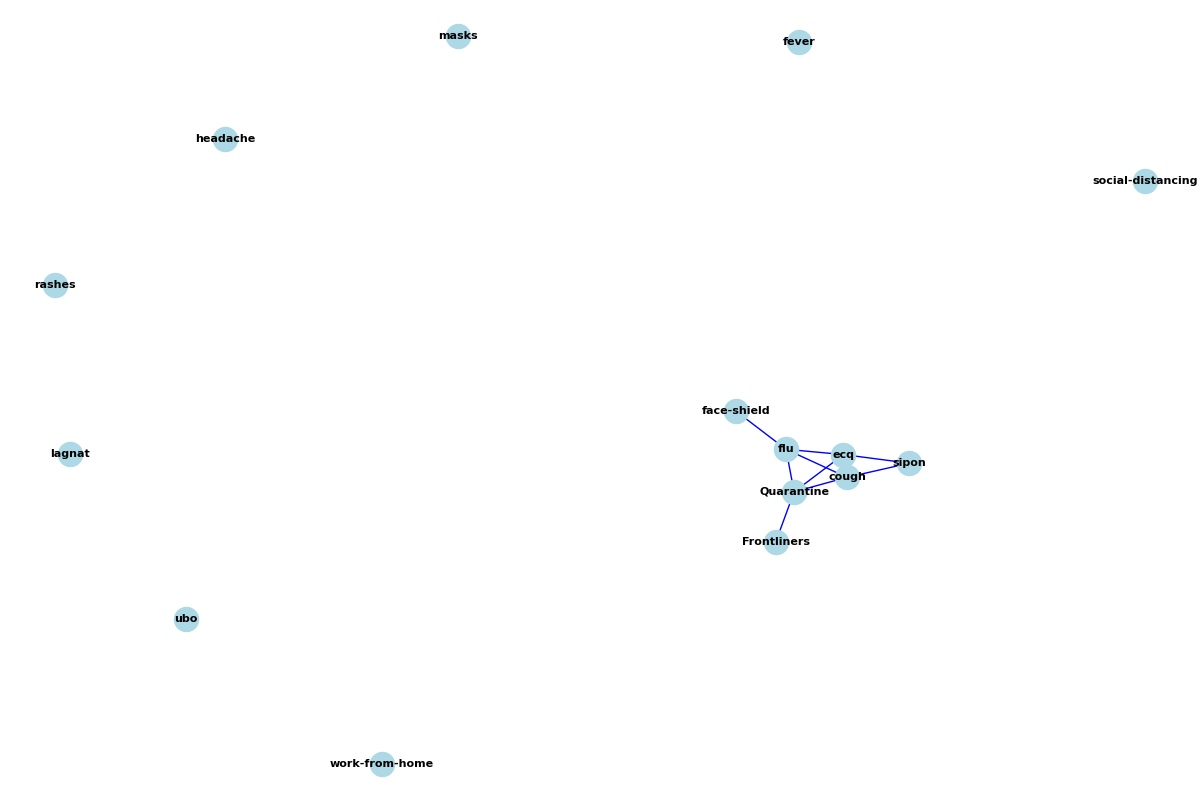 masks
fever
headache
social-distancing
rashes
face-shield
flu
ecq
lagnat
sipon
cough
Quarantine
Frontliners
ubo
work-from-home